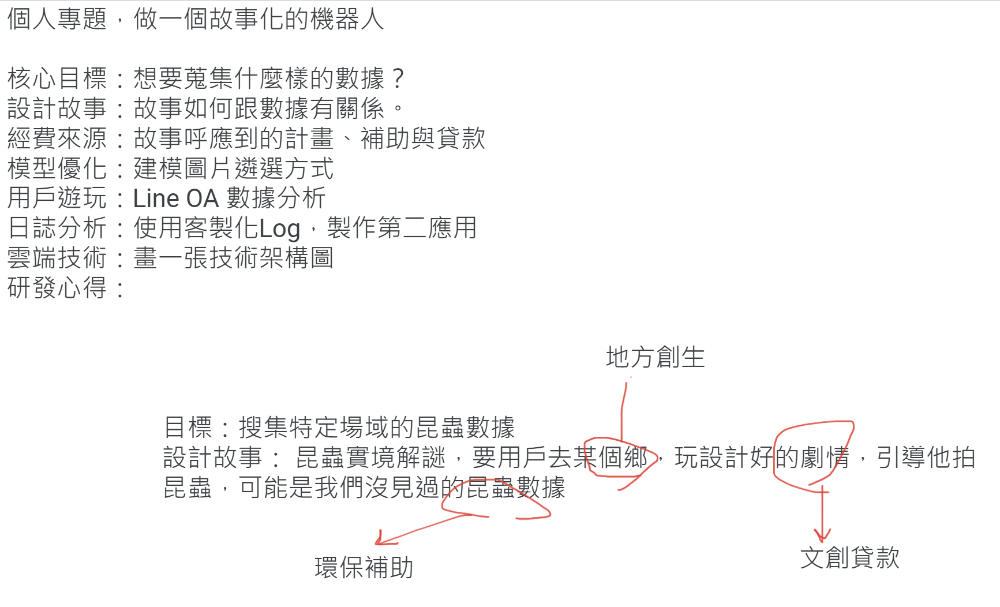 個人專題，做一個故事化的機器人
核心目標：想要蒐集什麼樣的數據？
設計故事：故事如何跟數據有關係。
經費來源：故事呼應到的計畫、補助與貸款
模型優化：建模圖片遴選方式
用戶遊玩：Line OA 數據分析
日誌分析：使用客製化Log，製作第二應用
雲端技術：畫一張技術架構圖
研發心得：
地方創生
目標：搜集特定場域的昆蟲數據
設計故事： 昆蟲實境解謎，要用戶去某個鄉，玩設計好的劇情，引導他拍
昆蟲，可能是我們沒見過的昆蟲數據
環保補助
文創貸款